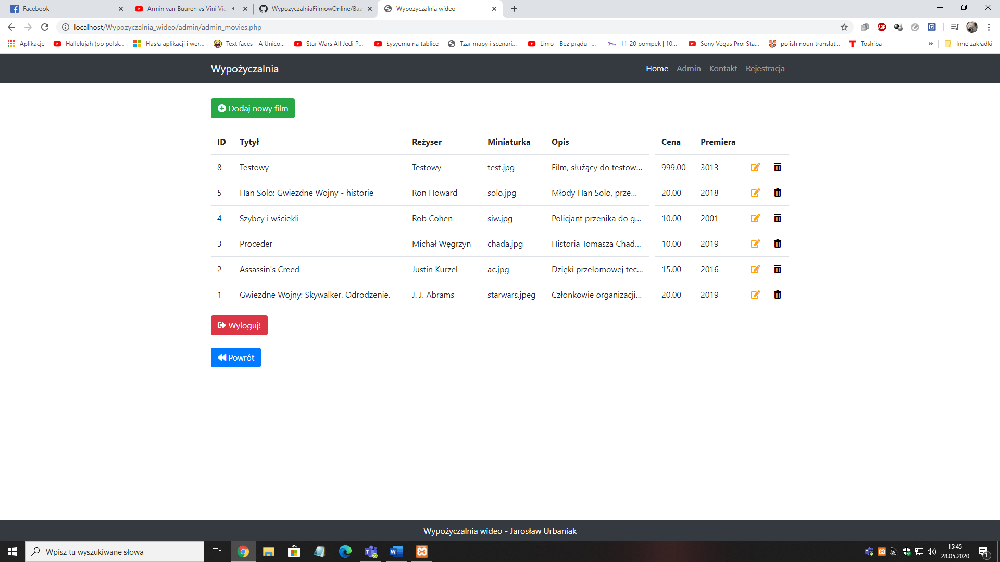 Facebook
Armin van Buuren vs Vini Vic
WypozyczalniaFilmowOnline/Baz
Wypożyczalnia wideo
localhost/Wypozyczalnia_wideo/admin/admin_movies.php
ABP
Aplikacje
Hallelujah (po polsk...
Hasła aplikacji i wer...
Text faces - A Unico...
Star Wars All Jedi P...
Łysyemu na tablice
Tzar mapy i scenari...
Limo - Bez prądu -...
11-20 pompek | 10...
Sony Vegas Pro: Sta...
polish noun translat...
Toshiba
»
Inne zakładki
Wypożyczalnia
Home Admin Kontakt Rejestracja
Dodaj nowy film
ID Tytył Reżyser Miniaturka Opis Cena Premiera
8 Testowy Testowy test.jpg Film, służący do testow... 999.00 3013
5 Han Solo: Gwiezdne Wojny - historie Ron Howard solo.jpg Młody Han Solo, prze... 20.00 2018
4 Szybcy i wściekli Rob Cohen siw.jpg Policjant przenika do g... 10.00 2001
3 Proceder Michał Węgrzyn chada.jpg Historia Tomasza Chad... 10.00 2019
2 Assassin's Creed Justin Kurzel ac.jpg Dzięki przełomowej tec... 15.00 2016
1 Gwiezdne Wojny: Skywalker. Odrodzenie. J. J. Abrams starwars.jpeg Członkowie organizacji... 20.00 2019
Wyloguj!
Powrót
Wypożyczalnia wideo - Jarosław Urbaniak
Wpisz tu wyszukiwane słowa
15:45
28.05.2020
1